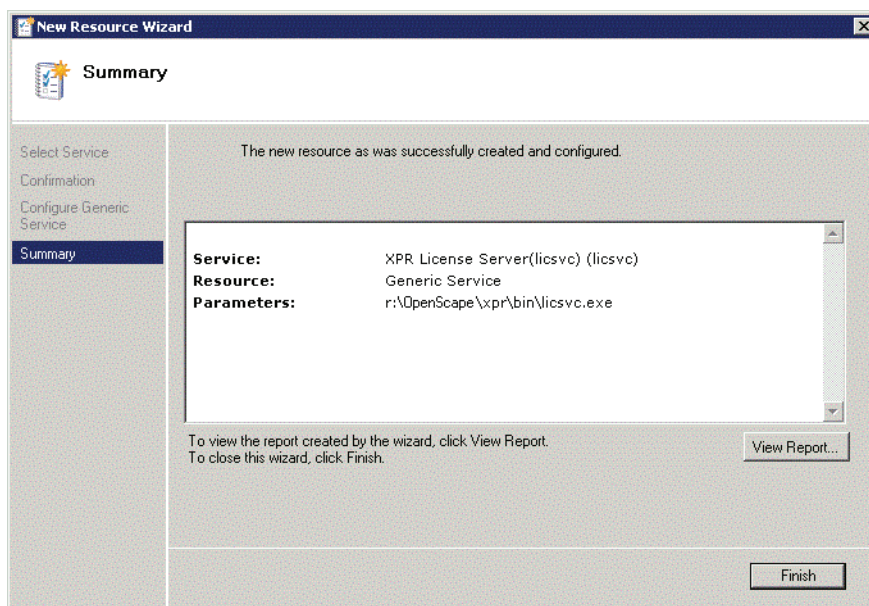 New Resource Wizard
Summary
Select Service
Confirmation
Configure Generic
Service
Summary
The new resource as was successfully created and configured.
Service: XPR License Server(licsvc) (licsvc)
Resource: Generic Service
Parameters: r:\OpenScape\xpr\bin\licsvc.exe
To view the report created by the wizard, click View Report.
To close this wizard, click Finish.
View Report...
Finish